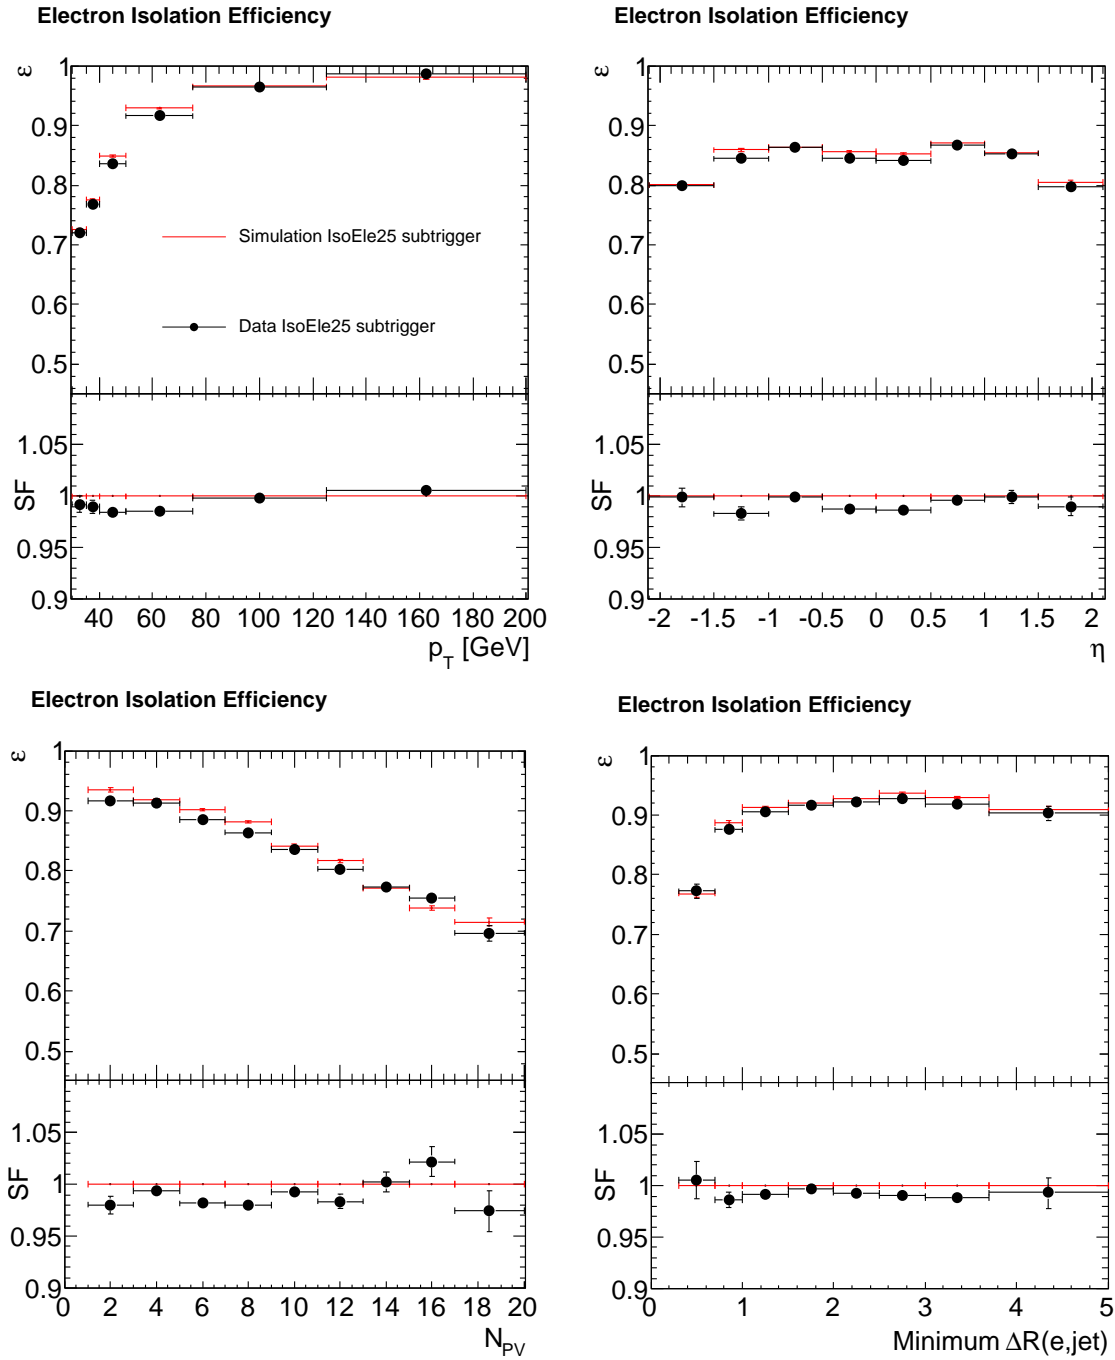 Electron Isolation Efficiency
ε
1
0.9
0.8
0.7
0.6
0.5
Simulation IsoEle25 subtrigger
Data IsoEle25 subtrigger
SF
1.05
1
0.95
0.9
40 60 80 100 120 140 160 180 200
p_T [GeV]
Electron Isolation Efficiency
ε
1
0.9
0.8
0.7
0.6
0.5
SF
1.05
1
0.95
0.9
-2 -1.5 -1 -0.5 0 0.5 1 1.5 2
η
Electron Isolation Efficiency
ε
1
0.9
0.8
0.7
0.6
0.5
SF
1.05
1
0.95
0.9
0 2 4 6 8 10 12 14 16 18 20
N_PV
Electron Isolation Efficiency
ε
1
0.9
0.8
0.7
0.6
0.5
SF
1.05
1
0.95
0.9
0 1 2 3 4 5
Minimum ΔR(e,jet)